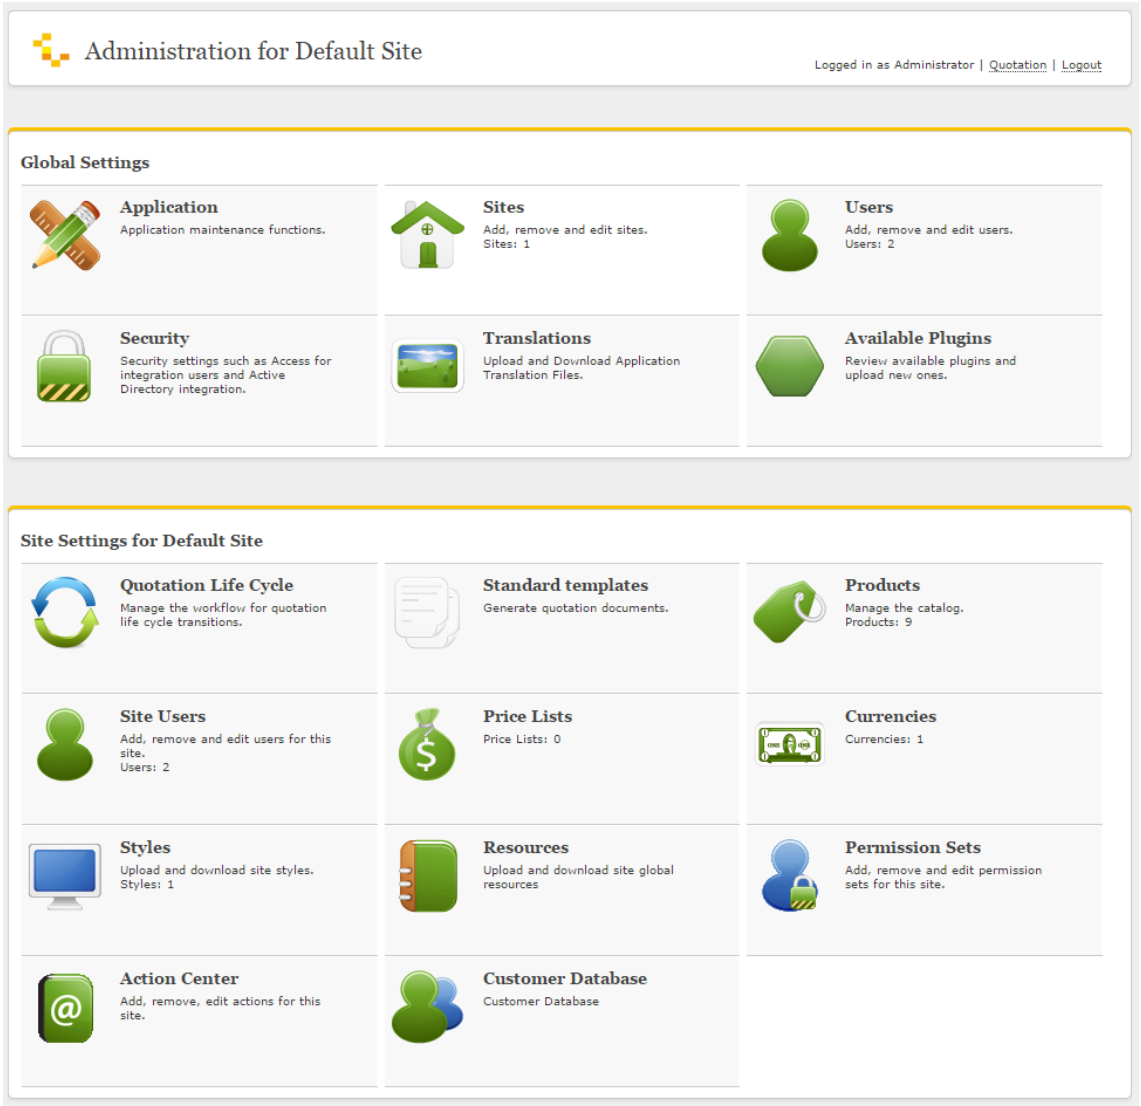 Administration for Default Site
Logged in as Administrator | Quotation | Logout
Global Settings
Application
Application maintenance functions.
Sites
Add, remove and edit sites.
Sites: 1
Users
Add, remove and edit users.
Users: 2
Security
Security settings such as Access for
integration users and Active
Directory integration.
Translations
Upload and Download Application
Translation Files.
Available Plugins
Review available plugins and
upload new ones.
Site Settings for Default Site
Quotation Life Cycle
Manage the workflow for quotation
life cycle transitions.
Standard templates
Generate quotation documents.
Products
Manage the catalog.
Products: 9
Site Users
Add, remove and edit users for this
site.
Users: 2
Price Lists
Price Lists: 0
$
Currencies
Currencies: 1
Styles
Upload and download site styles.
Styles: 1
Resources
Upload and download site global
resources
Permission Sets
Add, remove and edit permission
sets for this site.
Action Center
Add, remove, edit actions for this
site.
@
Customer Database
Customer Database